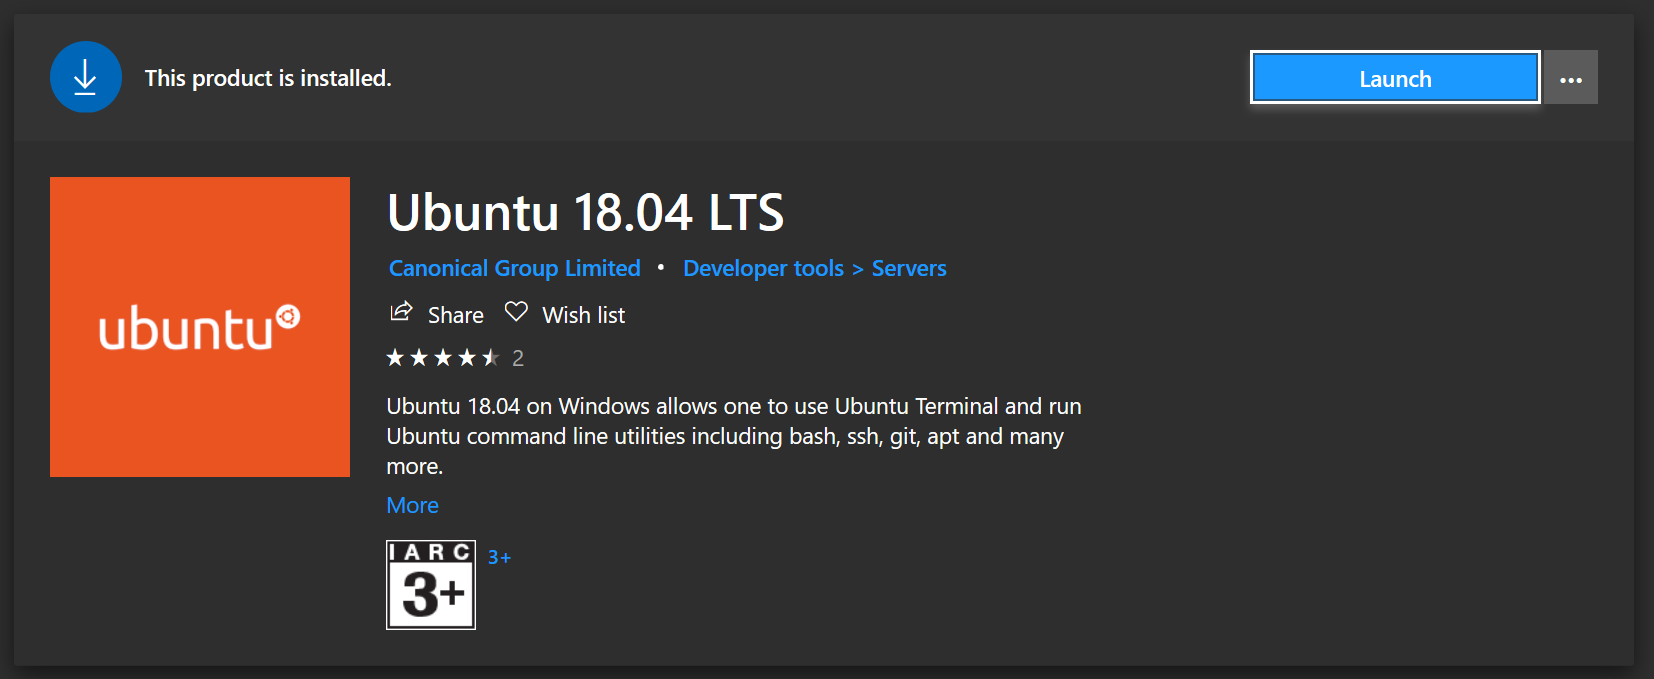 This product is installed.
Launch
...
ubuntu
Ubuntu 18.04 LTS
Canonical Group Limited • Developer tools > Servers
Share Wish list
2
Ubuntu 18.04 on Windows allows one to use Ubuntu Terminal and run
Ubuntu command line utilities including bash, ssh, git, apt and many
more.
More
IARC
3+
3+